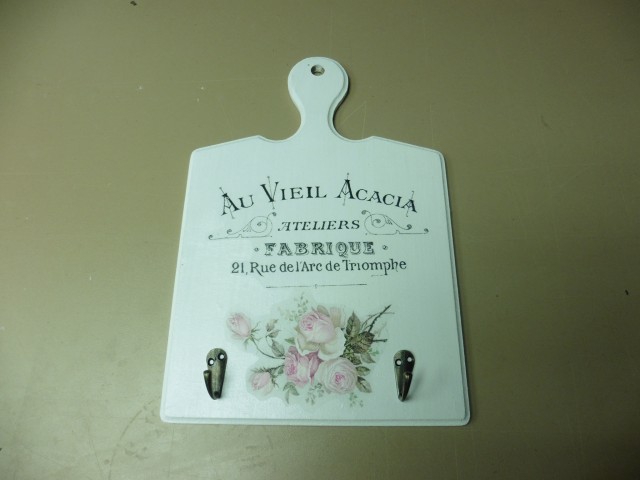 Au Vieil Acacia
Ateliers
· Fabrique ·
21, Rue de l'Arc de Triomphe